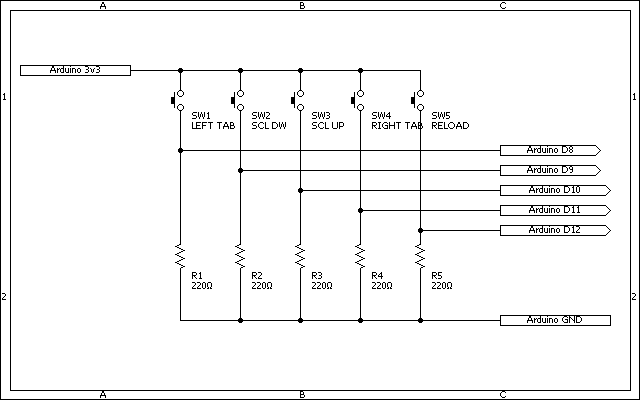 A B C
Arduino 3v3
1 1
SW1 SW2 SW3 SW4 SW5
LEFT TAB SCL DW SCL UP RIGHT TAB RELOAD
Arduino D8
Arduino D9
Arduino D10
Arduino D11
Arduino D12
R1 R2 R3 R4 R5
220Ω 220Ω 220Ω 220Ω 220Ω
2 2
Arduino GND
A B C